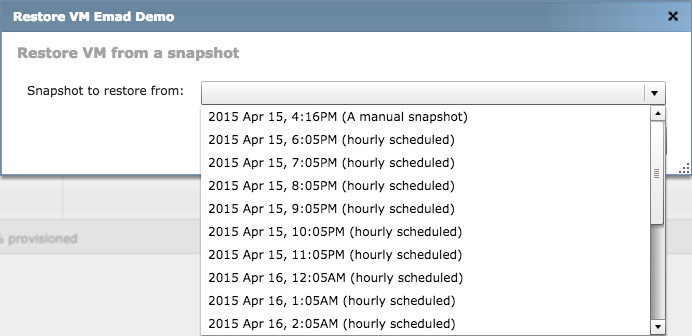 Restore VM Emad Demo
Restore VM from a snapshot
Snapshot to restore from:
2015 Apr 15, 4:16PM (A manual snapshot)
2015 Apr 15, 6:05PM (hourly scheduled)
2015 Apr 15, 7:05PM (hourly scheduled)
2015 Apr 15, 8:05PM (hourly scheduled)
2015 Apr 15, 9:05PM (hourly scheduled)
2015 Apr 15, 10:05PM (hourly scheduled)
2015 Apr 15, 11:05PM (hourly scheduled)
2015 Apr 16, 12:05AM (hourly scheduled)
2015 Apr 16, 1:05AM (hourly scheduled)
2015 Apr 16, 2:05AM (hourly scheduled)
% provisioned